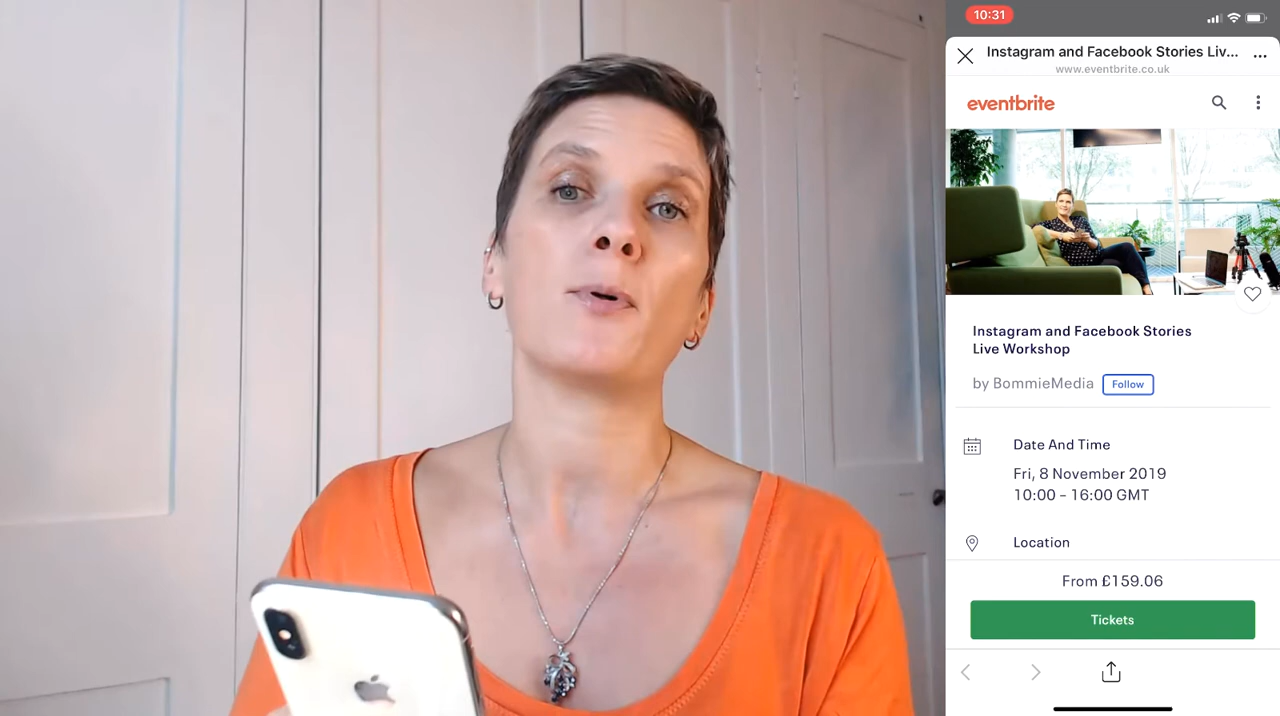 10:31
Instagram and Facebook Stories Liv...
www.eventbrite.co.uk
eventbrite
Instagram and Facebook Stories
Live Workshop
by BommieMedia Follow
Date And Time
Fri, 8 November 2019
10:00 – 16:00 GMT
Location
From £159.06
Tickets